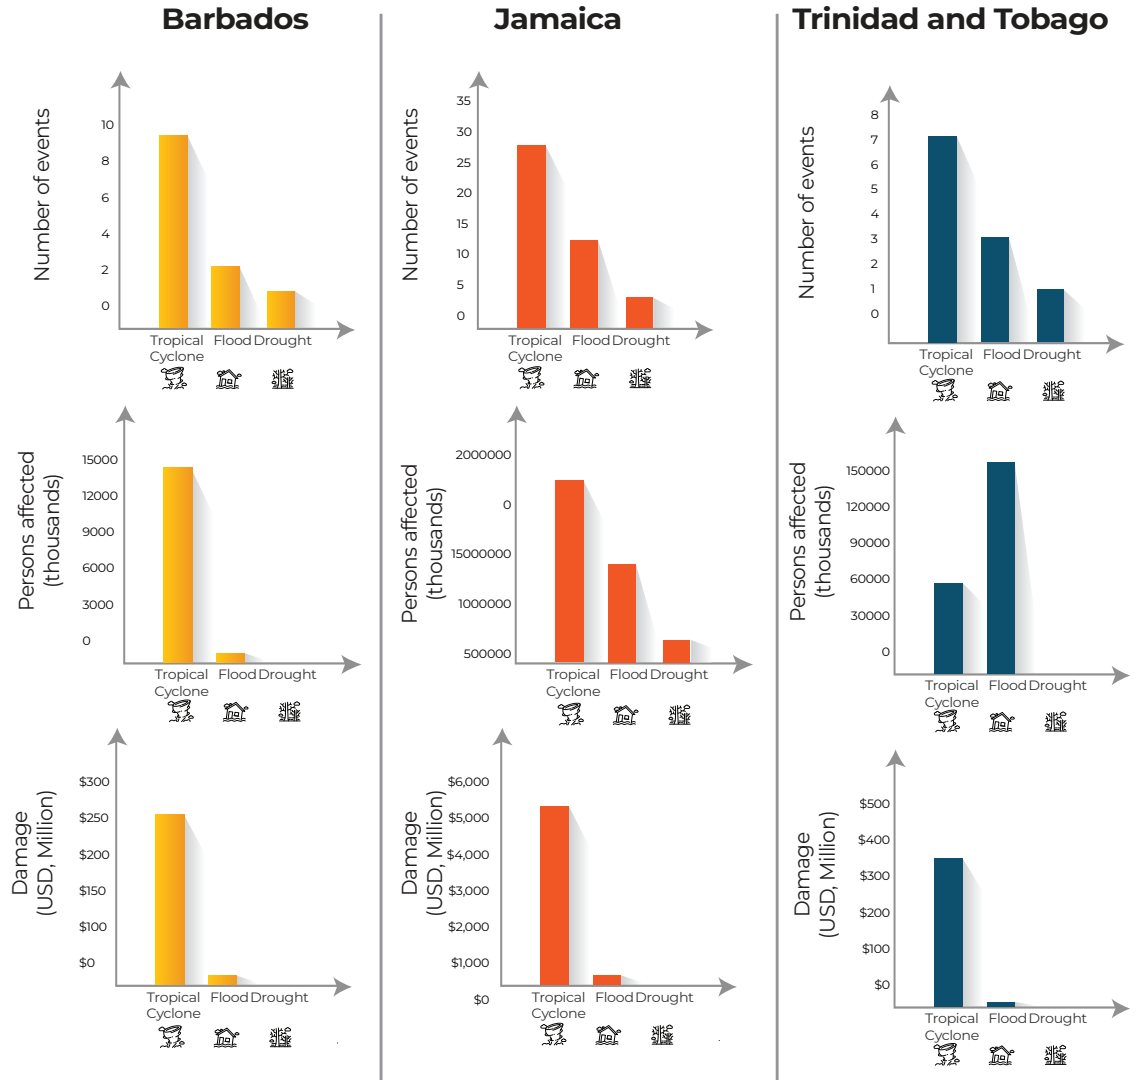 Barbados
Number of events
10
8
6
4
2
0
Tropical Cyclone
Flood
Drought
Persons affected
(thousands)
15000
12000
9000
6000
3000
0
Tropical Cyclone
Flood
Drought
Damage
(USD, Million)
$300
$250
$200
$150
$100
$0
Tropical Cyclone
Flood
Drought
Jamaica
Number of events
35
30
25
20
15
10
5
0
Tropical Cyclone
Flood
Drought
Persons affected
(thousands)
2000000
0
15000000
1000000
500000
Tropical Cyclone
Flood
Drought
Damage
(USD, Million)
$6,000
$5,000
$4,000
$3,000
$2,000
$1,000
$0
Tropical Cyclone
Flood
Drought
Trinidad and Tobago
Number of events
8
7
6
5
4
3
2
1
0
Tropical Cyclone
Flood
Drought
Persons affected
(thousands)
150000
120000
90000
60000
30000
0
Tropical Cyclone
Flood
Drought
Damage
(USD, Million)
$500
$400
$300
$200
$100
$0
Tropical Cyclone
Flood
Drought